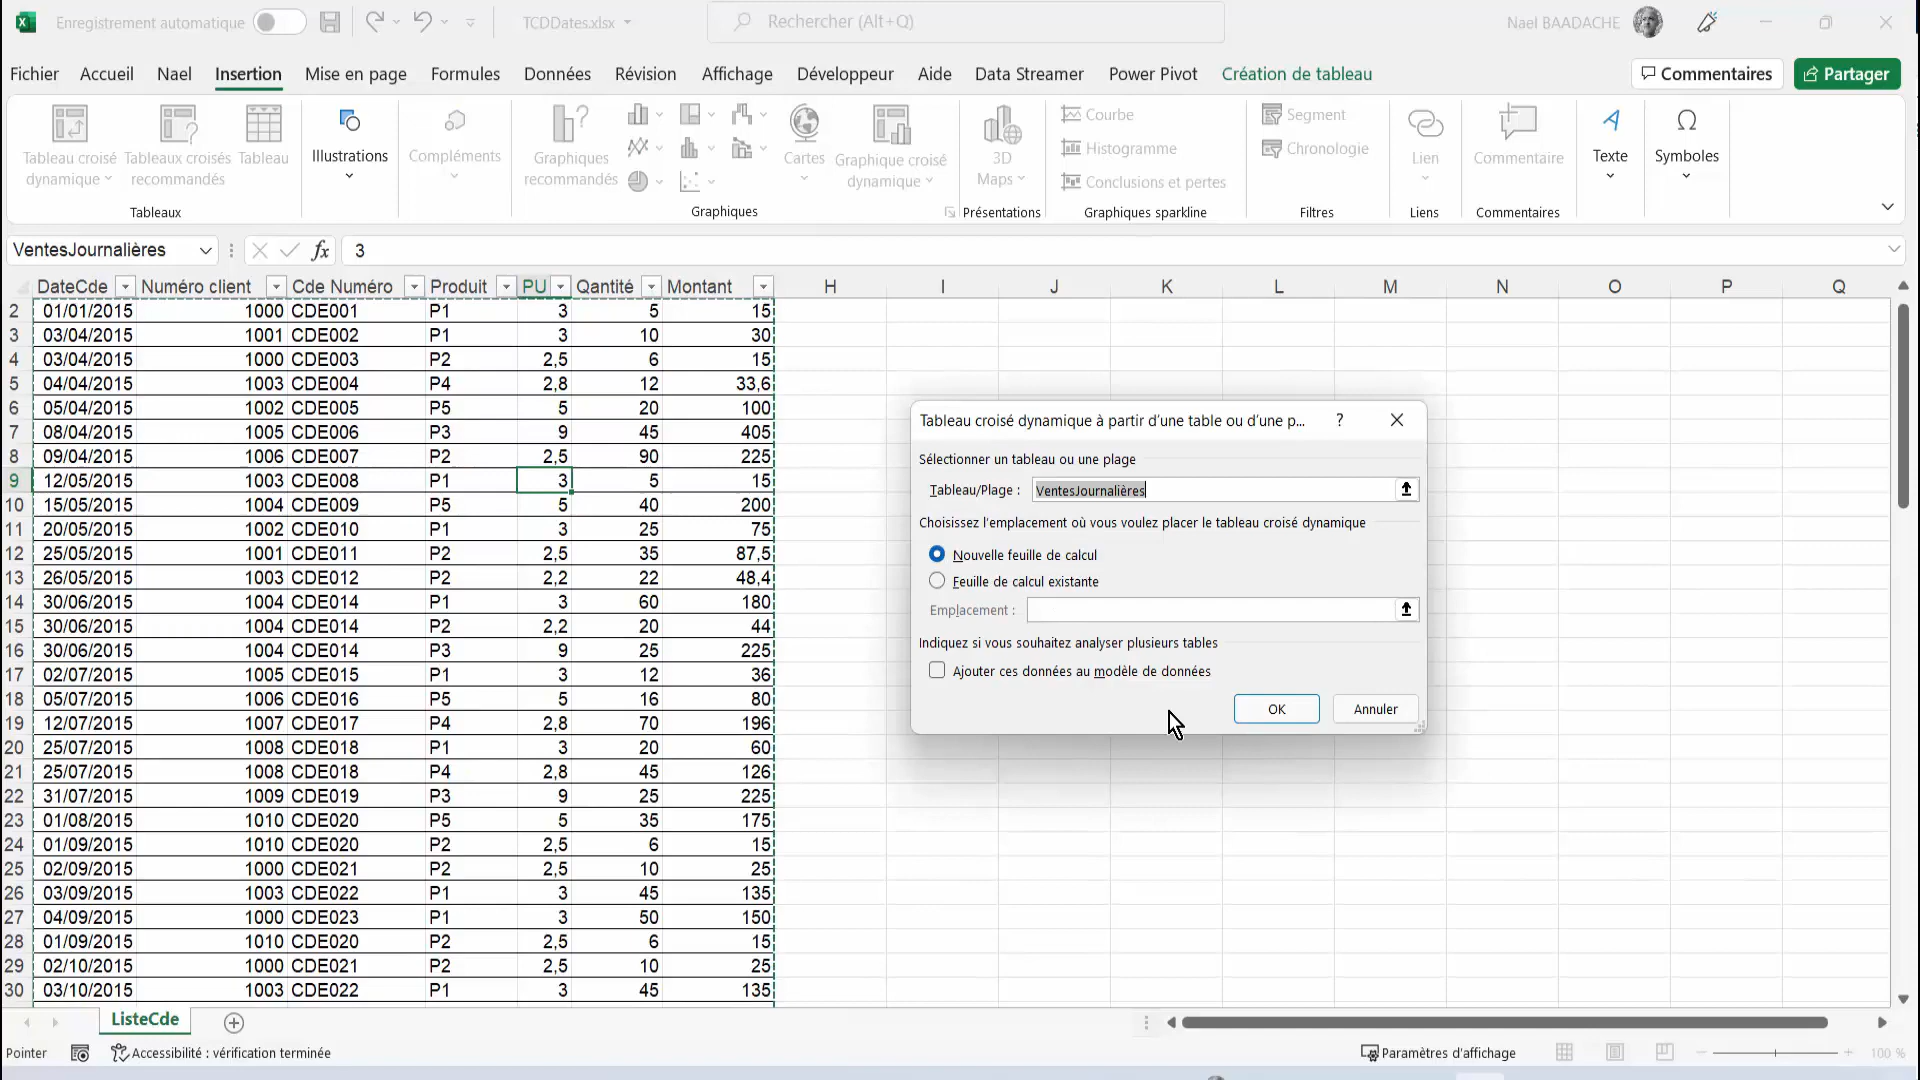 Enregistrement automatique TCDDates.xlsx Rechercher (Alt+Q) Nael BAADACHE
Fichier Accueil Nael Insertion Mise en page Formules Données Révision Affichage Développeur Aide Data Streamer Power Pivot Création de tableau Commentaires Partager
Tableau croisé dynamique
Tableaux croisés recommandés
Tableau
Tableaux
Illustrations
Compléments
Graphiques recommandés
Cartes
Graphique croisé dynamique
Graphiques
3D Maps
Présentations
Courbe
Histogramme
Conclusions et pertes
Graphiques sparkline
Segment
Chronologie
Filtres
Lien
Liens
Commentaire
Commentaires
Texte
Symboles
VentesJournalières fx 3
DateCde Numéro client Cde Numéro Produit PU Qantité Montant H I J K L M N O P Q
2 01/01/2015 1000 CDE001 P1 3 5 15
3 03/04/2015 1001 CDE002 P1 3 10 30
4 03/04/2015 1000 CDE003 P2 2,5 6 15
5 04/04/2015 1003 CDE004 P4 2,8 12 33,6
6 05/04/2015 1002 CDE005 P5 5 20 100
7 08/04/2015 1005 CDE006 P3 9 45 405
8 09/04/2015 1006 CDE007 P2 2,5 90 225
9 12/05/2015 1003 CDE008 P1 3 5 15
10 15/05/2015 1004 CDE009 P5 5 40 200
11 20/05/2015 1002 CDE010 P1 3 25 75
12 25/05/2015 1001 CDE011 P2 2,5 35 87,5
13 26/05/2015 1003 CDE012 P2 2,2 22 48,4
14 30/06/2015 1004 CDE014 P1 3 60 180
15 30/06/2015 1004 CDE014 P2 2,2 20 44
16 30/06/2015 1004 CDE014 P3 9 25 225
17 02/07/2015 1005 CDE015 P1 3 12 36
18 05/07/2015 1006 CDE016 P5 5 16 80
19 12/07/2015 1007 CDE017 P4 2,8 70 196
20 25/07/2015 1008 CDE018 P1 3 20 60
21 25/07/2015 1008 CDE018 P4 2,8 45 126
22 31/07/2015 1009 CDE019 P3 9 25 225
23 01/08/2015 1010 CDE020 P5 5 35 175
24 01/09/2015 1010 CDE020 P2 2,5 6 15
25 02/09/2015 1000 CDE021 P2 2,5 10 25
26 03/09/2015 1003 CDE022 P1 3 45 135
27 04/09/2015 1000 CDE023 P1 3 50 150
28 01/09/2015 1010 CDE020 P2 2,5 6 15
29 02/10/2015 1000 CDE021 P2 2,5 10 25
30 03/10/2015 1003 CDE022 P1 3 45 135
Tableau croisé dynamique à partir d'une table ou d'une p... ?
Sélectionner un tableau ou une plage
Tableau/Plage : VentesJournalières
Choisissez l'emplacement où vous voulez placer le tableau croisé dynamique
Nouvelle feuille de calcul
Feuille de calcul existante
Emplacement :
Indiquez si vous souhaitez analyser plusieurs tables
Ajouter ces données au modèle de données
OK Annuler
ListeCde
Pointer Accessibilité : vérification terminée Paramètres d'affichage 100 %